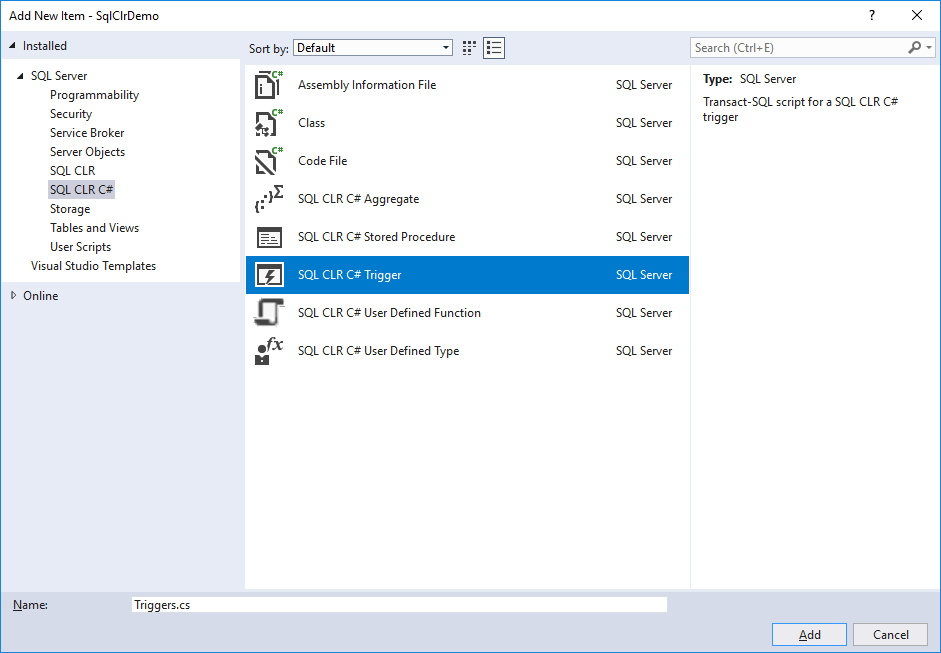 Add New Item - SqlClrDemo ?
Installed
Sort by: Default
Search (Ctrl+E)
SQL Server
Programmability
Security
Service Broker
Server Objects
SQL CLR
SQL CLR C#
Storage
Tables and Views
User Scripts
Visual Studio Templates
Online
C# Assembly Information File SQL Server
C# Class SQL Server
C# Code File SQL Server
SQL CLR C# Aggregate SQL Server
SQL CLR C# Stored Procedure SQL Server
SQL CLR C# Trigger SQL Server
SQL CLR C# User Defined Function SQL Server
fx SQL CLR C# User Defined Type SQL Server
Type: SQL Server
Transact-SQL script for a SQL CLR C#
trigger
Name: Triggers.cs
Add Cancel